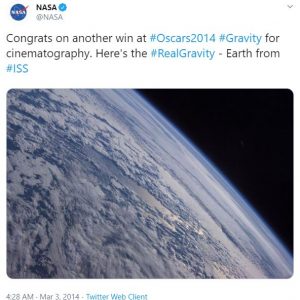 NASA
NASA
@NASA
Congrats on another win at #Oscars2014 #Gravity for
cinematography. Here's the #RealGravity - Earth from
#ISS
4:28 AM - Mar 3, 2014 - Twitter Web Client